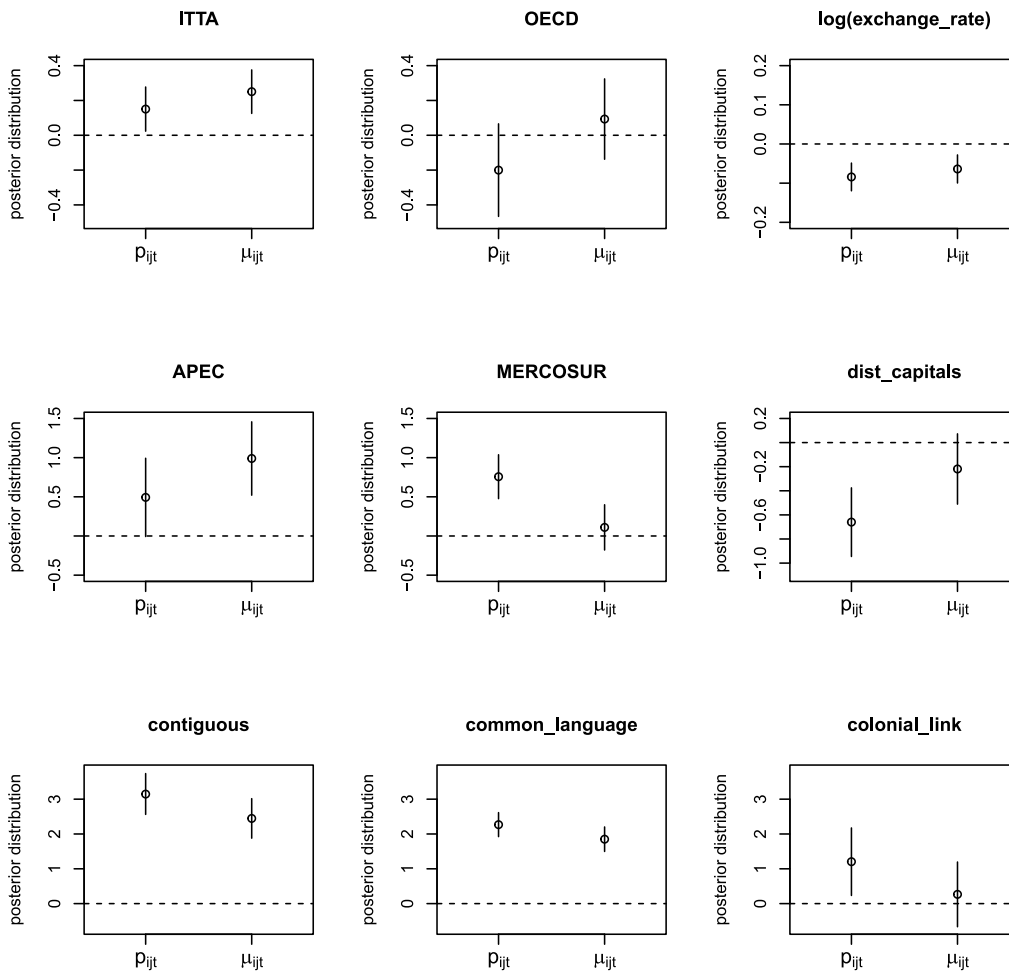 ITTA
OECD
log(exchange_rate)
posterior distribution
−0.4
0.0
0.4
p_ijt
μ_ijt
posterior distribution
−0.4
0.0
0.4
p_ijt
μ_ijt
posterior distribution
−0.2
0.0
0.1
0.2
p_ijt
μ_ijt
APEC
MERCOSUR
dist_capitals
posterior distribution
−0.5
0.5
1.0
1.5
p_ijt
μ_ijt
posterior distribution
−0.5
0.5
1.0
1.5
p_ijt
μ_ijt
posterior distribution
−1.0
−0.6
−0.2
0.2
p_ijt
μ_ijt
contiguous
common_language
colonial_link
posterior distribution
0
1
2
3
p_ijt
μ_ijt
posterior distribution
0
1
2
3
p_ijt
μ_ijt
posterior distribution
0
1
2
3
p_ijt
μ_ijt